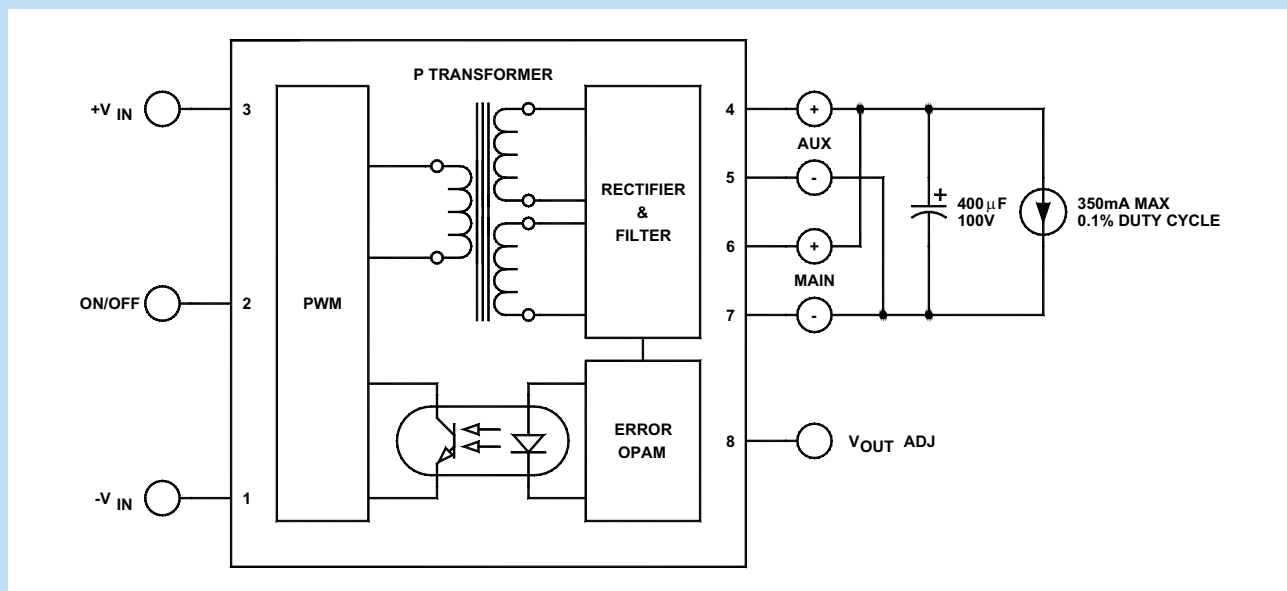 P TRANSFORMER
+V IN
3
ON/OFF
2
-V IN
1
PWM
RECTIFIER
&
FILTER
ERROR
OPAM
4
+
AUX
5
-
6
+
MAIN
7
-
8
VOUT ADJ
+
400µF
100V
350mA MAX
0.1% DUTY CYCLE